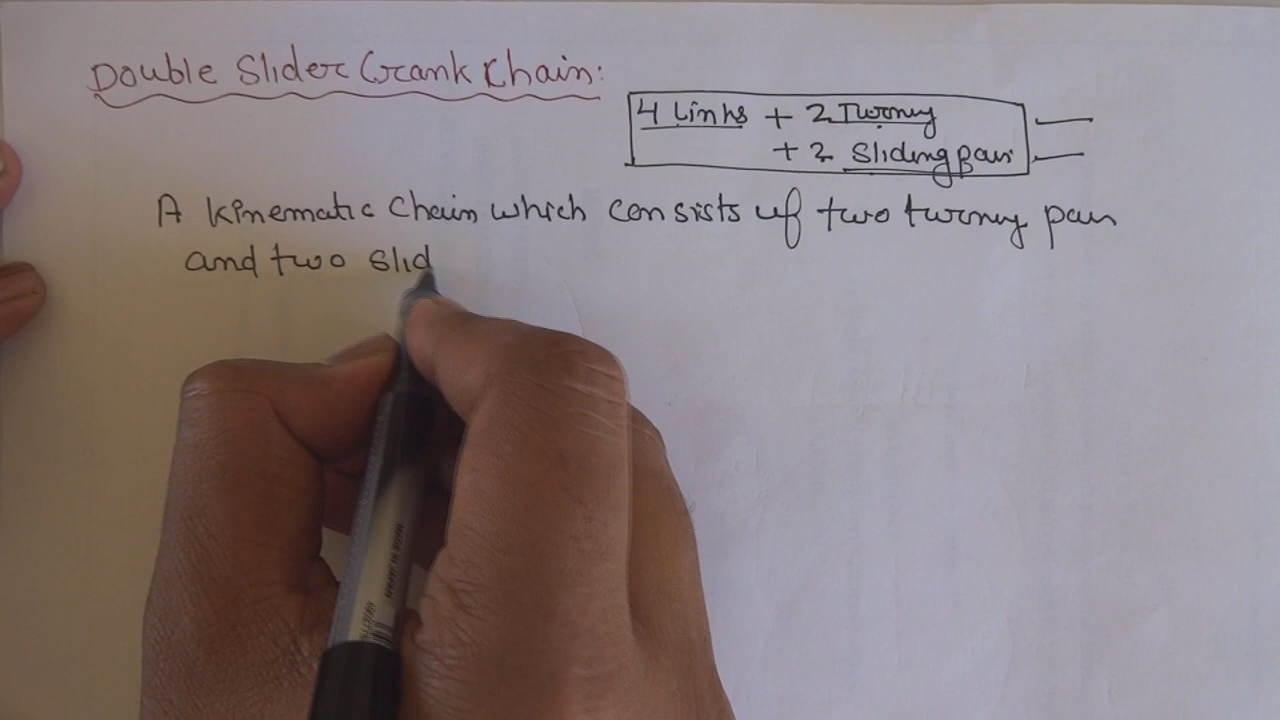 Double Slider Crank Chain:
4 Links + 2 Turning
+ 2 Sliding pair
A kinematic Chain which consists of two turning pair
and two slid